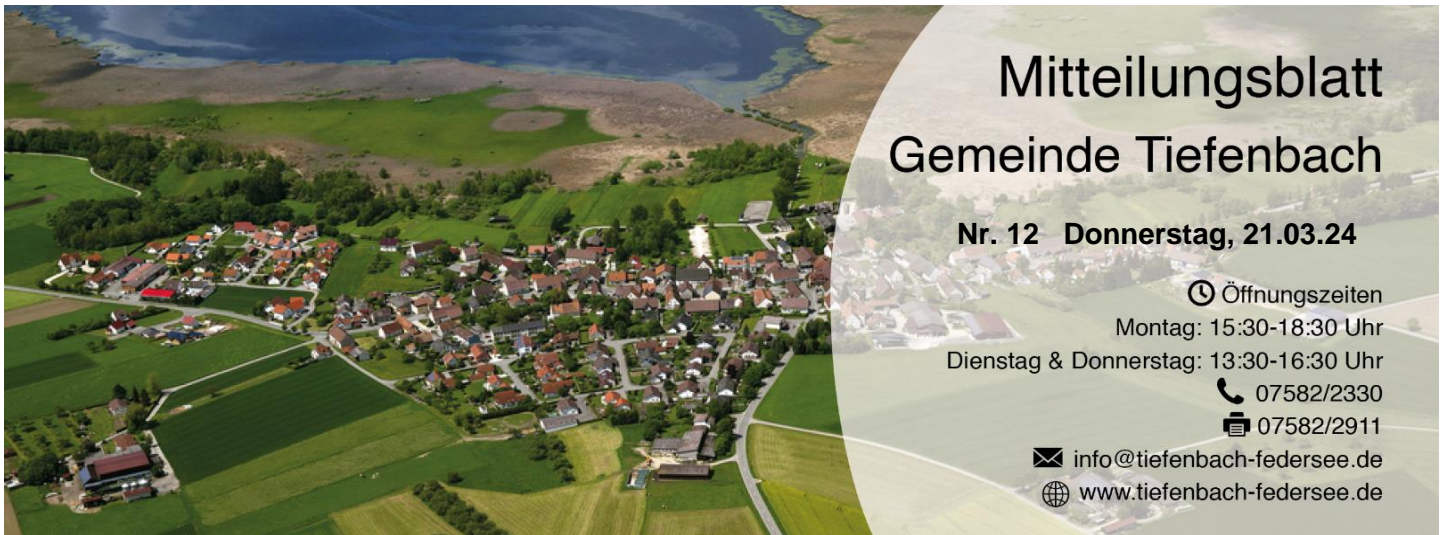 Mitteilungsblatt
Gemeinde Tiefenbach
Nr. 12 Donnerstag, 21.03.24
Öffnungszeiten
Montag: 15:30-18:30 Uhr
Dienstag & Donnerstag: 13:30-16:30 Uhr
07582/2330
07582/2911
info@tiefenbach-federsee.de
www.tiefenbach-federsee.de